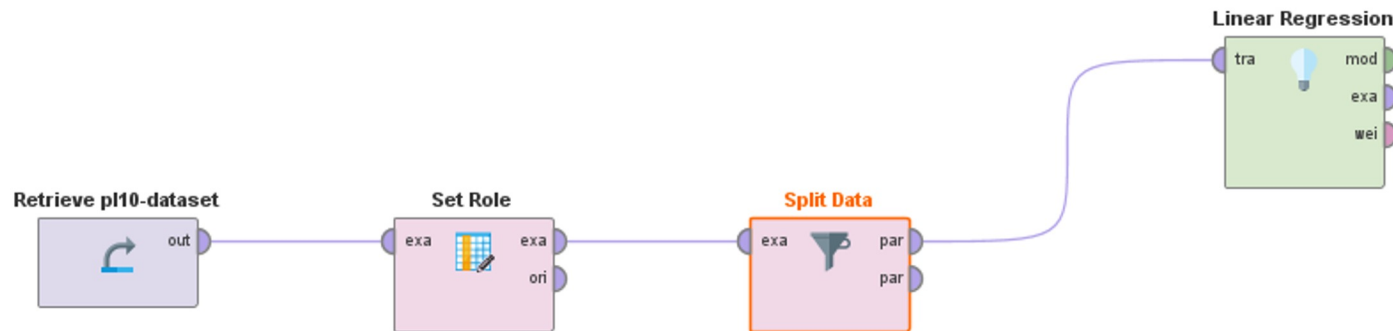 Linear Regression
tra
mod
exa
wei
Retrieve pl10-dataset
out
Set Role
exa
exa
ori
Split Data
exa
par
par